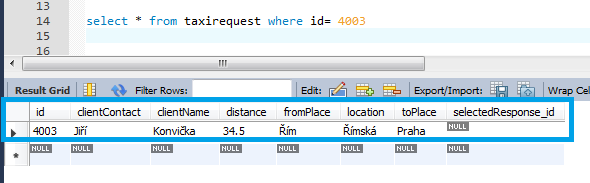 13
14 select * from taxirequest where id= 4003
15
16
Result Grid Filter Rows: Edit: Export/Import: Wrap Cel
id clientContact clientName distance fromPlace location toPlace selectedResponse_id
4003 Jiří Konvička 34.5 Řím Římská Praha NULL
* NULL NULL NULL NULL NULL NULL NULL NULL